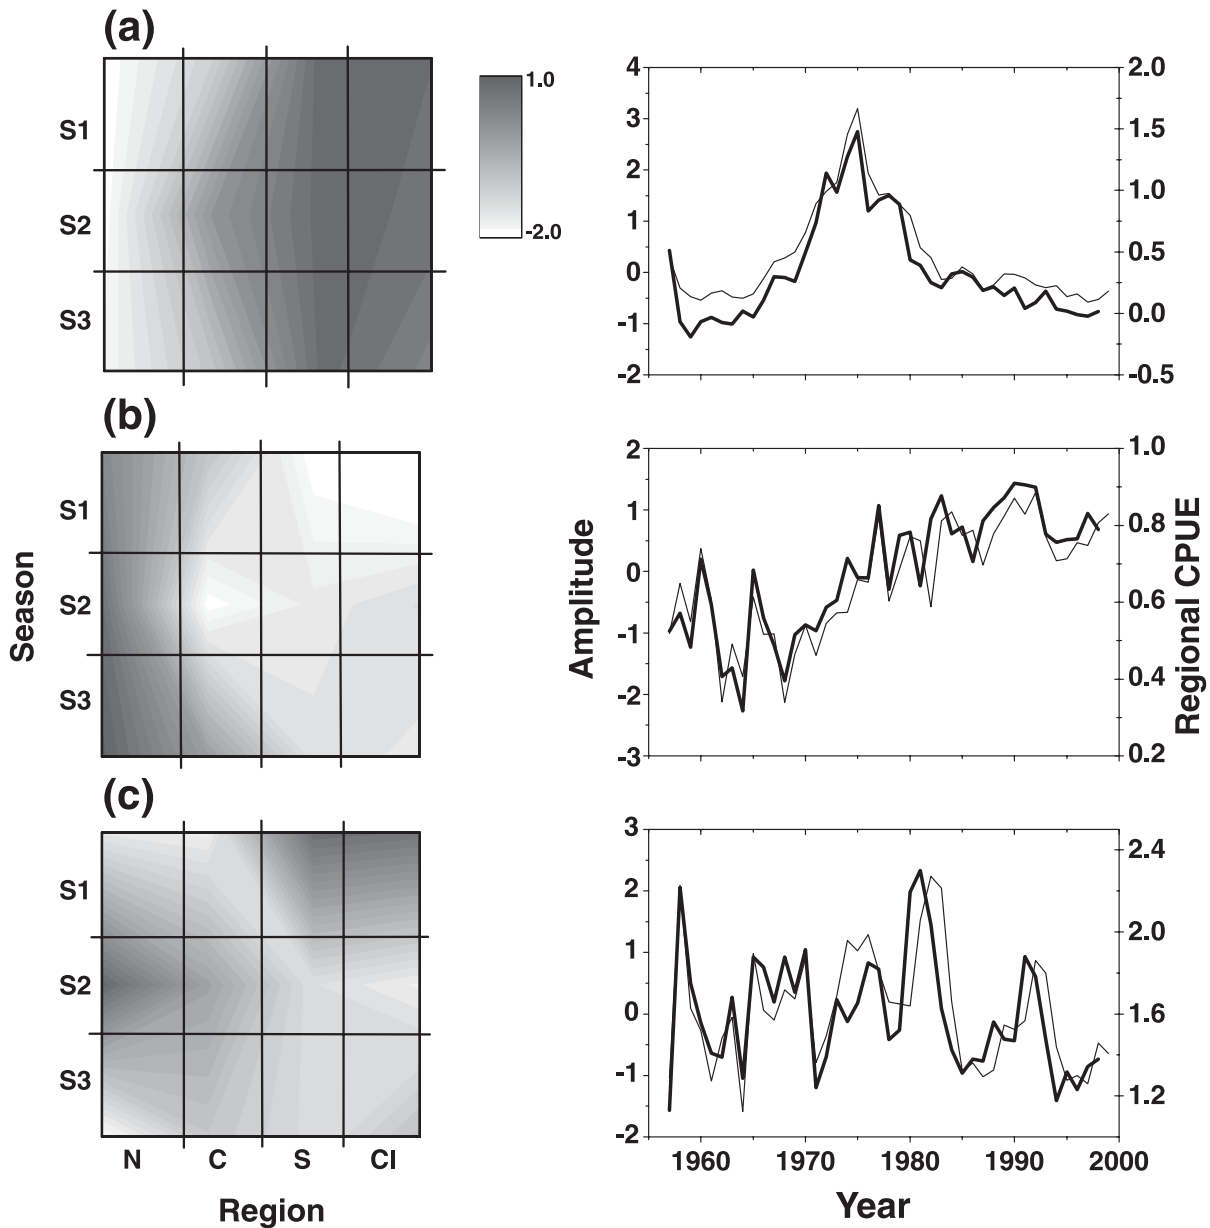 (a)
S1
S2
S3
1.0
-2.0
4
3
2
1
0
-1
-2
2.0
1.5
1.0
0.5
0.0
-0.5
(b)
S1
S2
S3
Season
2
1
0
-1
-2
-3
Amplitude
1.0
0.8
0.6
0.4
0.2
Regional CPUE
(c)
S1
S2
S3
N C S CI
Region
3
2
1
0
-1
-2
2.4
2.0
1.6
1.2
1960 1970 1980 1990 2000
Year